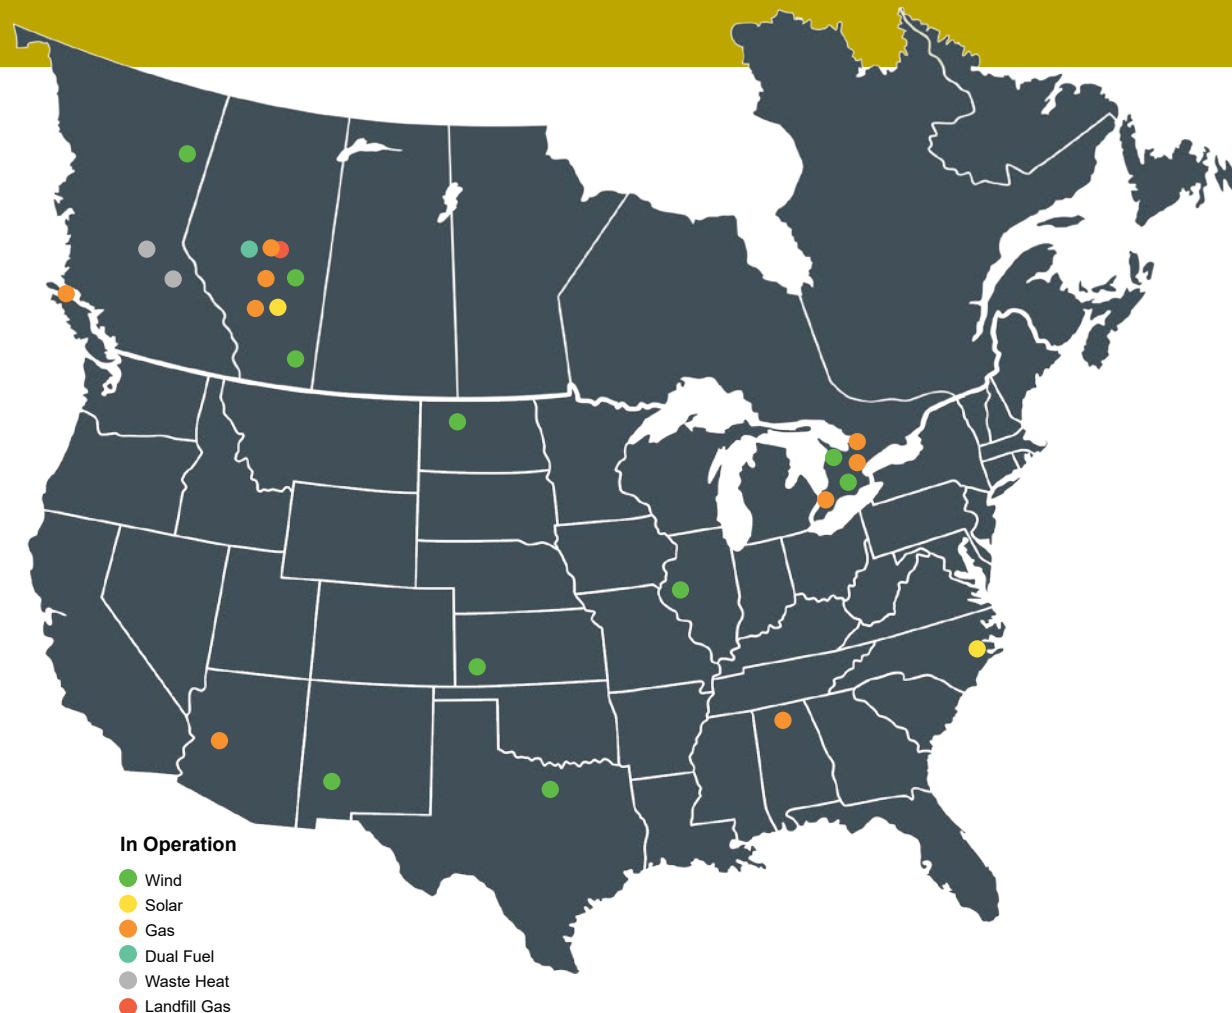 In Operation
Wind
Solar
Gas
Dual Fuel
Waste Heat
Landfill Gas